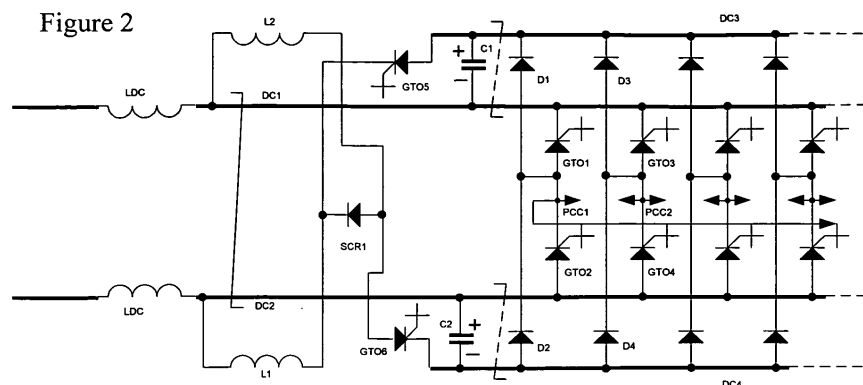 Figure 2
L2
DC3
+
C1
−
GTO5
D1
D3
LDC
DC1
GTO1
GTO3
PCC1
PCC2
SCR1
GTO2
GTO4
LDC
DC2
C2
+
−
GTO6
D2
D4
L1
DC4